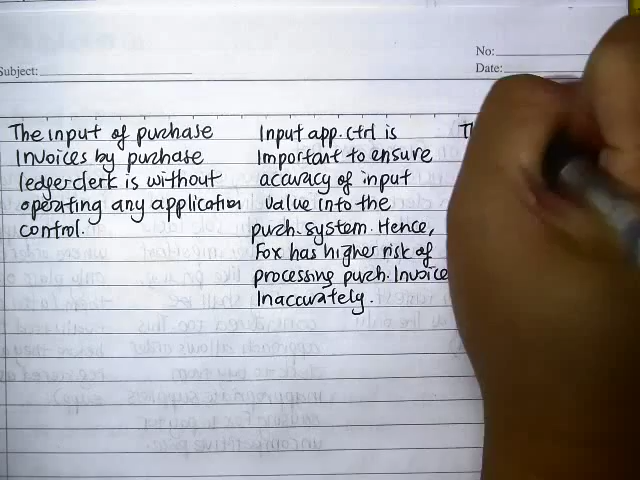 No:
Subject:
Date:
The input of purchase
Invoices by purchase
ledgerclerk is without
operating any application
control.
Input app. ctrl is
Important to ensure
accuracy of input
value into the
purch. system. Hence,
Fox has higher risk of
processing purch. Invoice
Inaccurately.